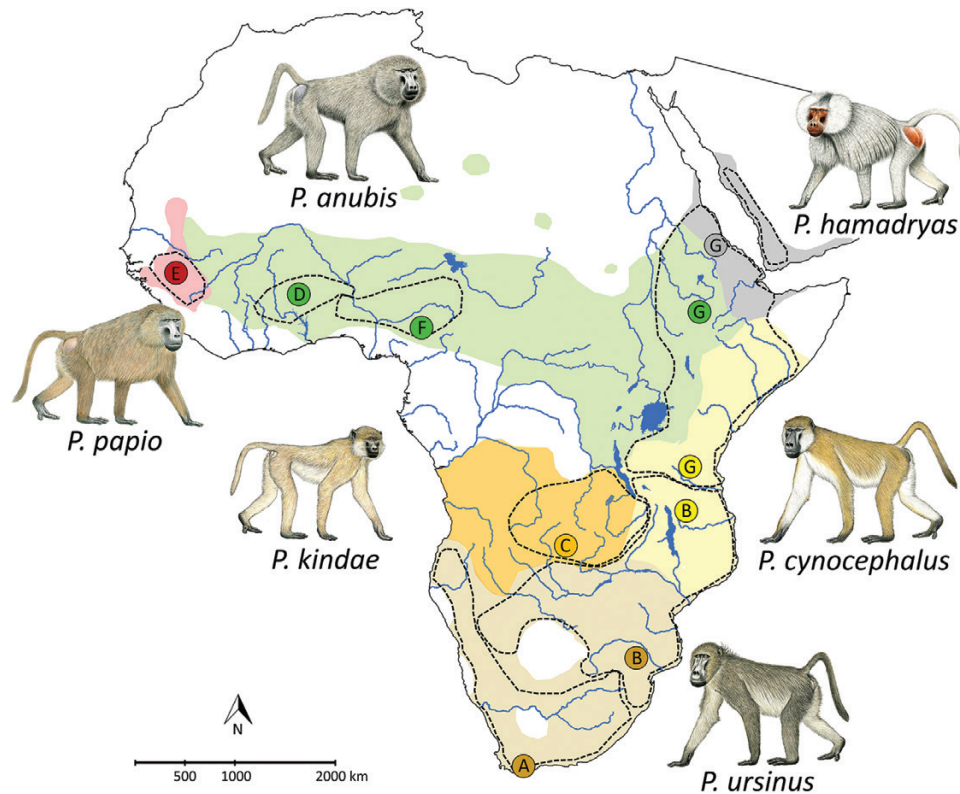 P. anubis
P. hamadryas
G
E
D
G
F
P. papio
P. kindae
G
B
C
P. cynocephalus
B
N
A
P. ursinus
500 1000 2000 km